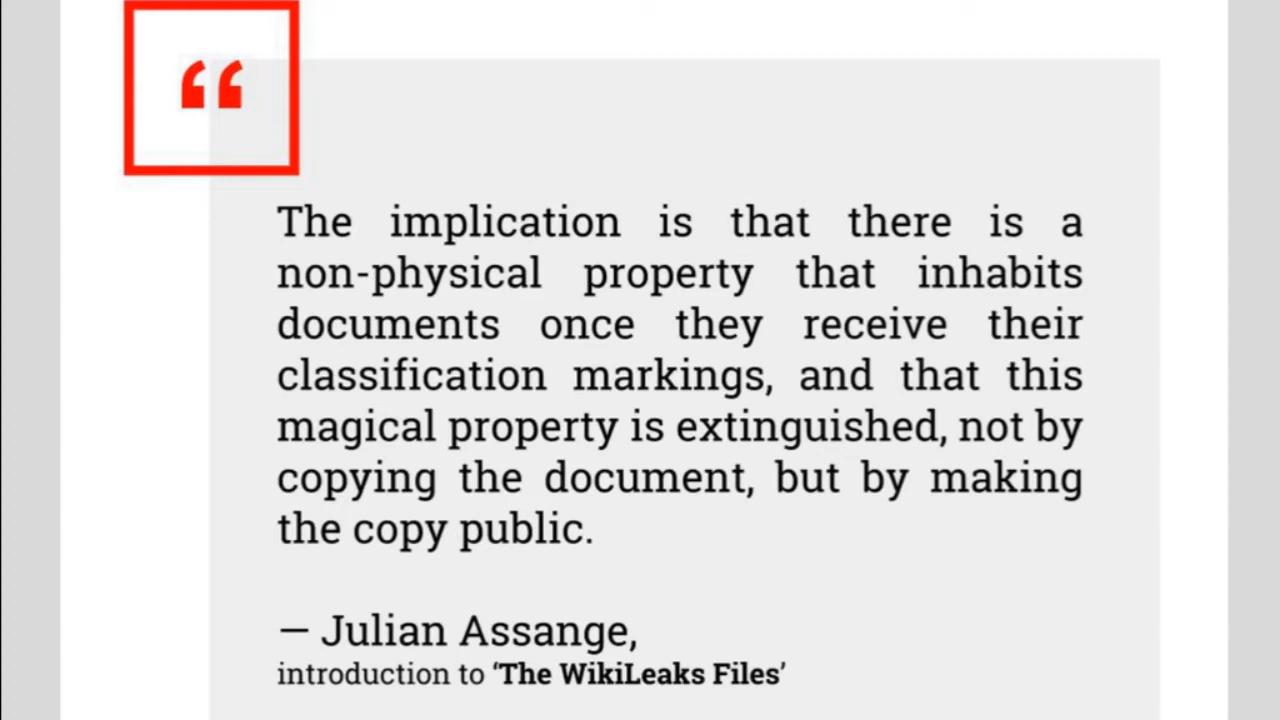 “
The implication is that there is a
non-physical property that inhabits
documents once they receive their
classification markings, and that this
magical property is extinguished, not by
copying the document, but by making
the copy public.
— Julian Assange,
introduction to ‘The WikiLeaks Files’